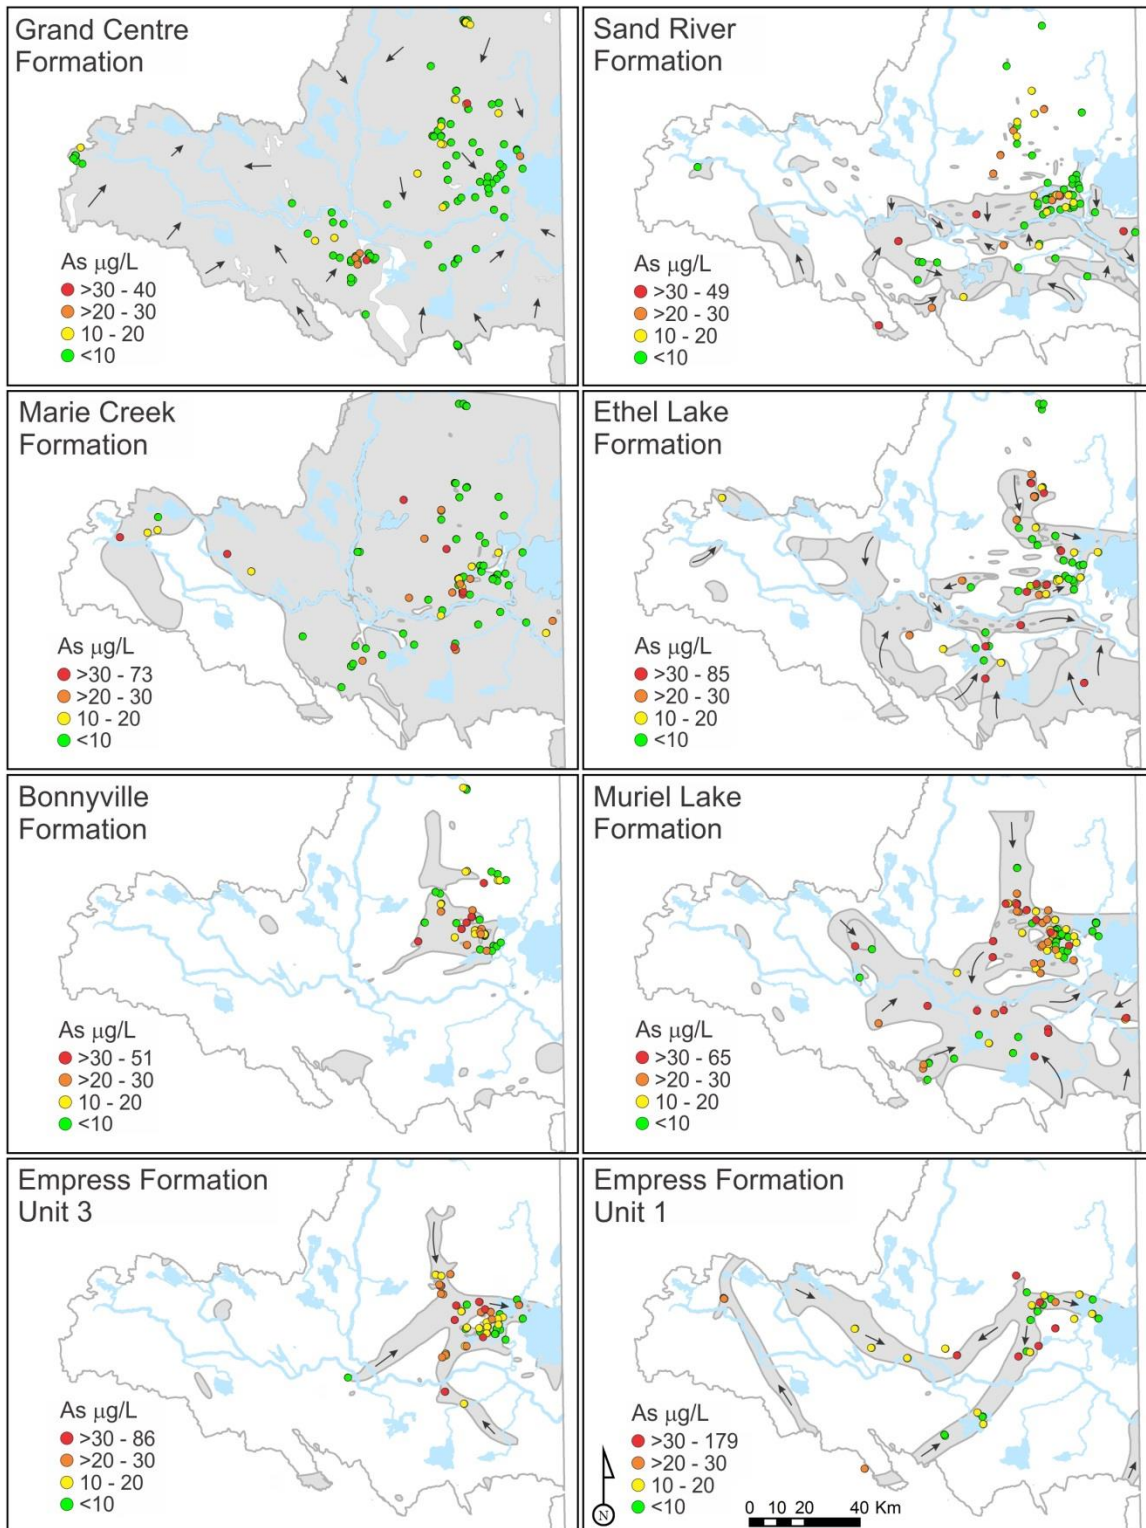 Grand Centre
Formation
As µg/L
>30 - 40
>20 - 30
10 - 20
<10
Sand River
Formation
As µg/L
>30 - 49
>20 - 30
10 - 20
<10
Marie Creek
Formation
As µg/L
>30 - 73
>20 - 30
10 - 20
<10
Ethel Lake
Formation
As µg/L
>30 - 85
>20 - 30
10 - 20
<10
Bonnyville
Formation
As µg/L
>30 - 51
>20 - 30
10 - 20
<10
Muriel Lake
Formation
As µg/L
>30 - 65
>20 - 30
10 - 20
<10
Empress Formation
Unit 3
As µg/L
>30 - 86
>20 - 30
10 - 20
<10
Empress Formation
Unit 1
As µg/L
>30 - 179
>20 - 30
10 - 20
<10
N
0 10 20 40 Km